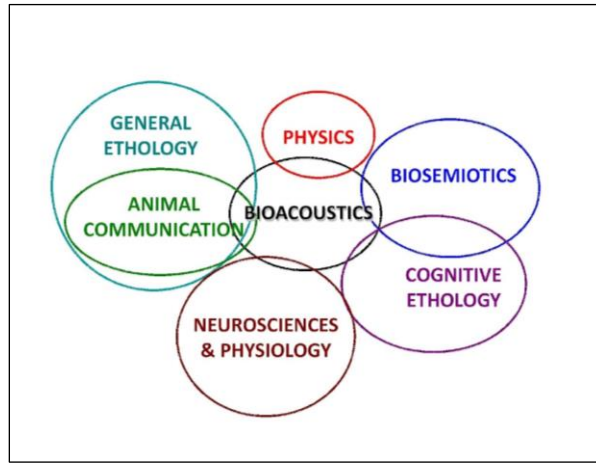 GENERAL
ETHOLOGY
PHYSICS
BIOSEMIOTICS
ANIMAL
COMMUNICATION
BIOACOUSTICS
COGNITIVE
ETHOLOGY
NEUROSCIENCES
& PHYSIOLOGY